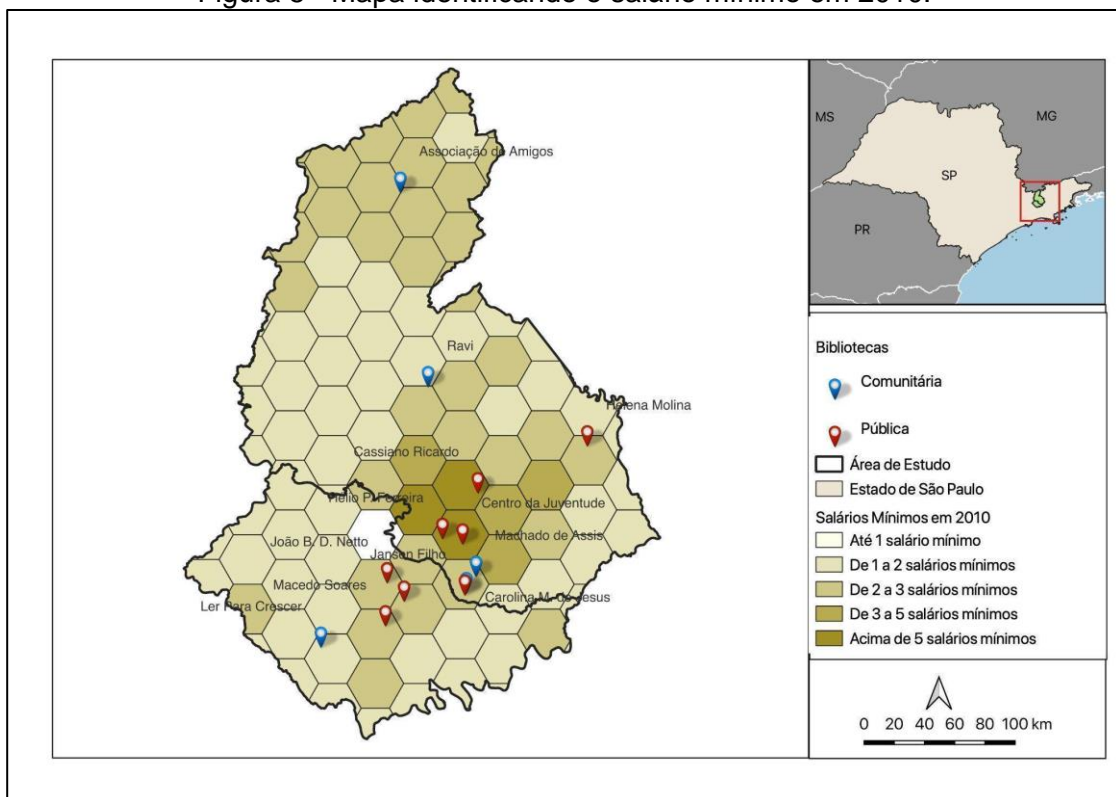 Figura 8 - Mapa identificando o salário mínimo em 2010.
Associação de Amigos
Ravi
Helena Molina
Cassiano Ricardo
Hélio P. Ferreira
Centro da Juventude
João B. D. Netto
Machado de Assis
Janson Filho
Macedo Soares
Ler Para Crescer
Carolina M. de Jesus
MS
MG
SP
PR
Bibliotecas
Comunitária
Pública
Área de Estudo
Estado de São Paulo
Salários Mínimos em 2010
Até 1 salário mínimo
De 1 a 2 salários mínimos
De 2 a 3 salários mínimos
De 3 a 5 salários mínimos
Acima de 5 salários mínimos
0 20 40 60 80 100 km